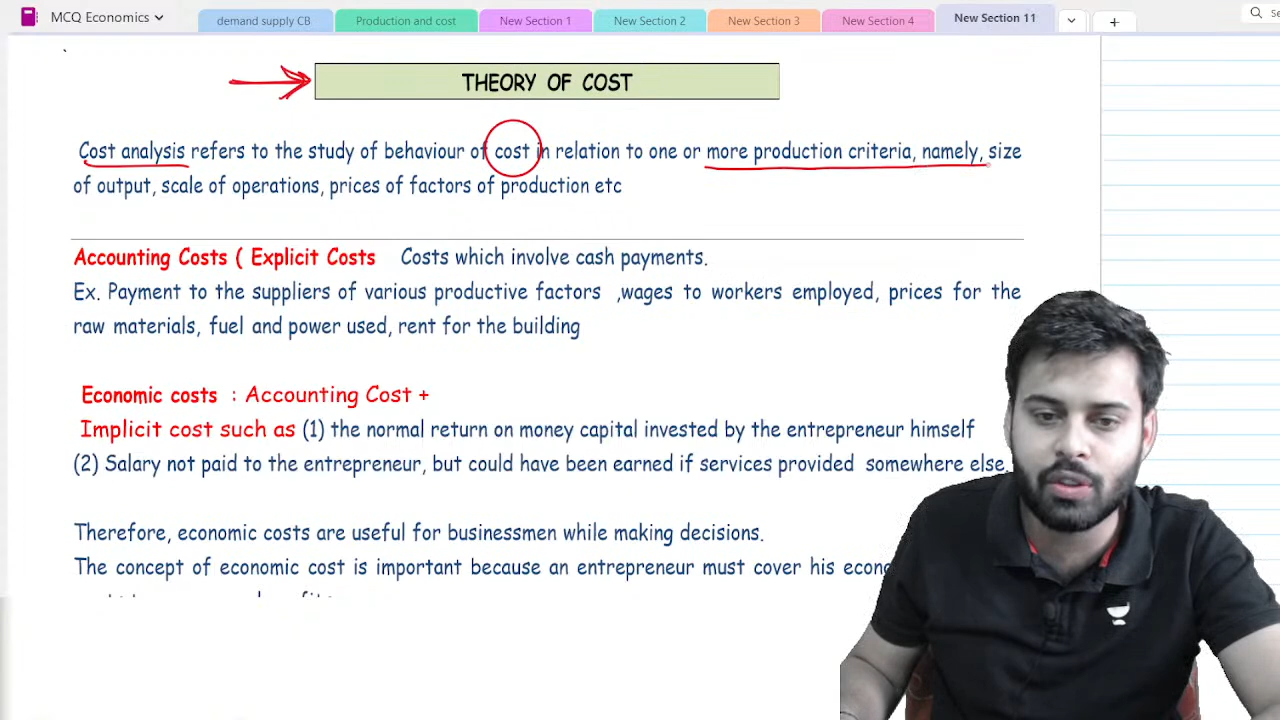 MCQ Economics
demand supply CB
Production and cost
New Section 1
New Section 2
New Section 3
New Section 4
New Section 11
THEORY OF COST
Cost analysis refers to the study of behaviour of cost in relation to one or more production criteria, namely, size
of output, scale of operations, prices of factors of production etc
Accounting Costs ( Explicit Costs Costs which involve cash payments.
Ex. Payment to the suppliers of various productive factors ,wages to workers employed, prices for the
raw materials, fuel and power used, rent for the building
Economic costs : Accounting Cost +
Implicit cost such as (1) the normal return on money capital invested by the entrepreneur himself
(2) Salary not paid to the entrepreneur, but could have been earned if services provided somewhere else.
Therefore, economic costs are useful for businessmen while making decisions.
The concept of economic cost is important because an entrepreneur must cover his